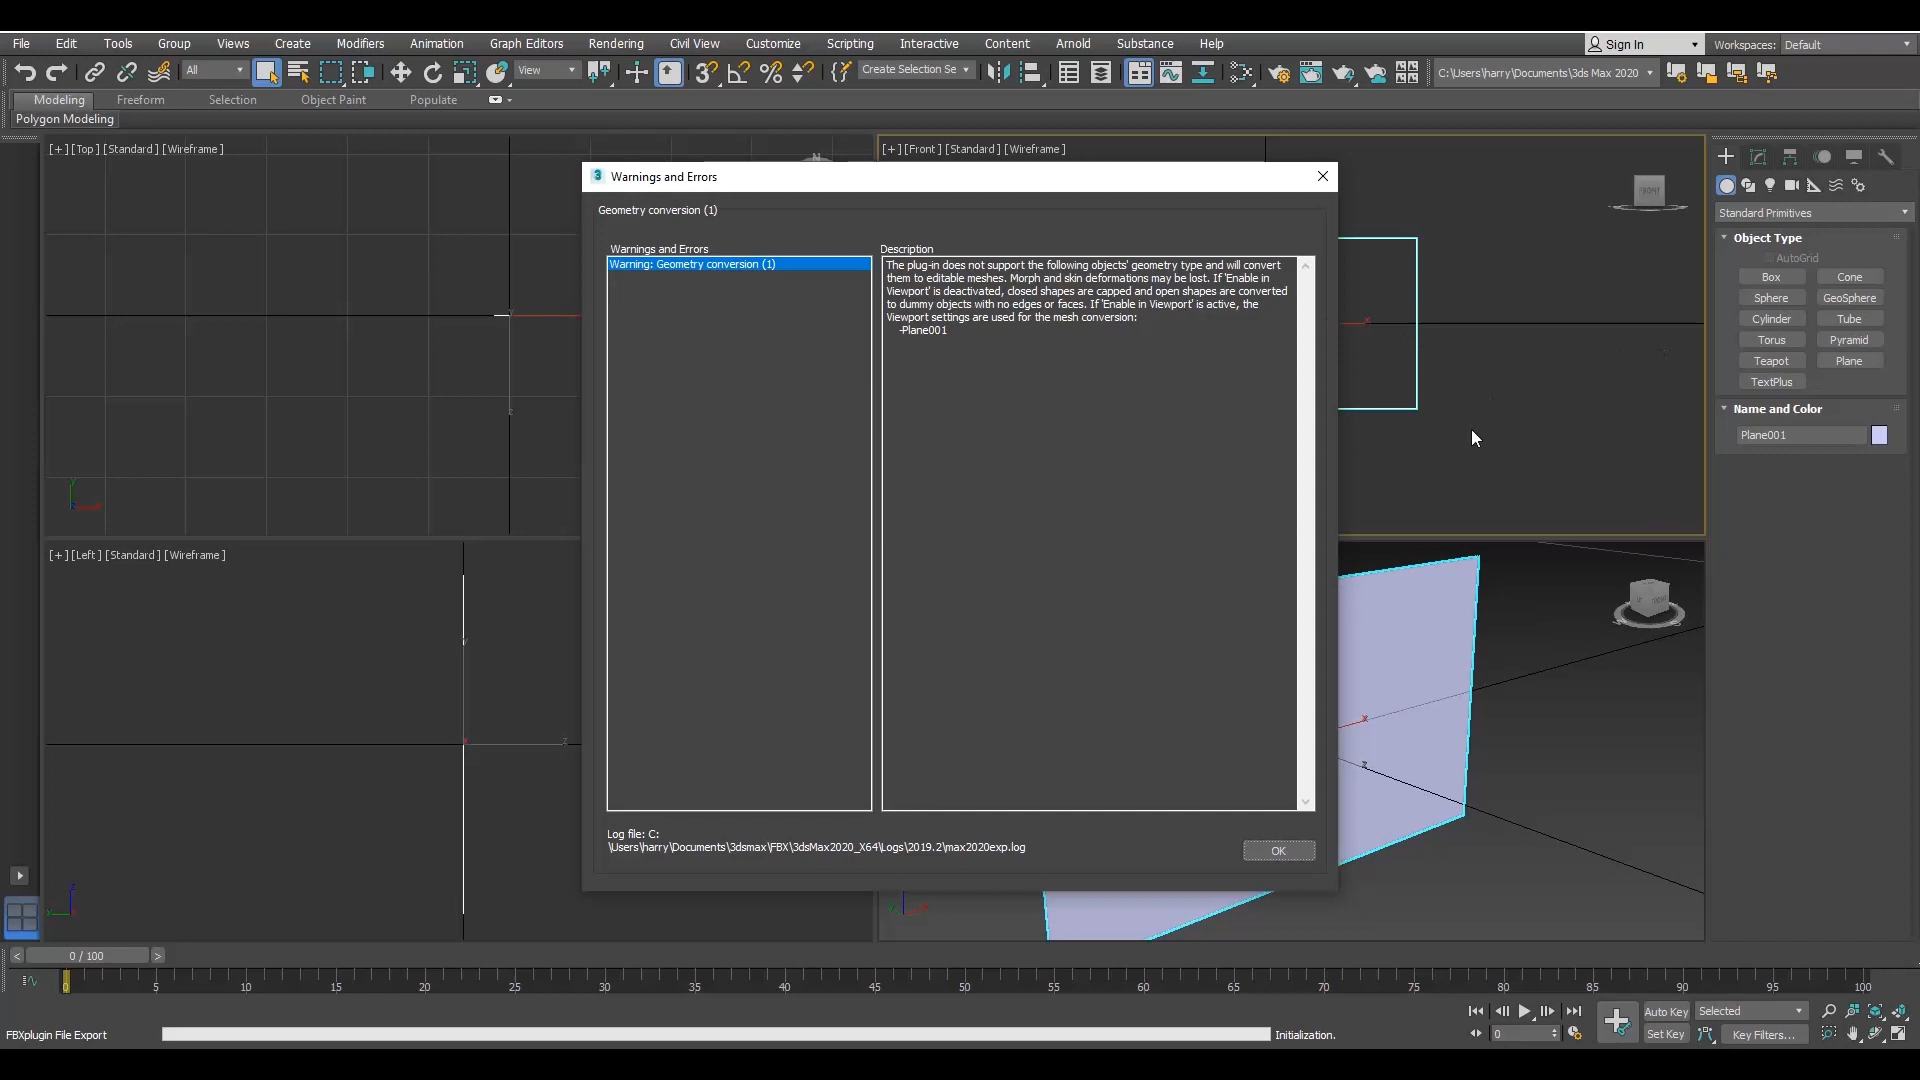 File Edit Tools Group Views Create Modifiers Animation Graph Editors Rendering Civil View Customize Scripting Interactive Content Arnold Substance Help Sign In Workspaces: Default
All View Create Selection Se C:\Users\harry\Documents\3ds Max 2020
Modeling Freeform Selection Object Paint Populate
Polygon Modeling
[+] [Top] [Standard] [Wireframe]
[+] [Front] [Standard] [Wireframe]
Warnings and Errors
Geometry conversion (1)
Warnings and Errors
Description
Warning: Geometry conversion (1)
The plug-in does not support the following objects' geometry type and will convert
them to editable meshes. Morph and skin deformations may be lost. If 'Enable in
Viewport' is deactivated, closed shapes are capped and open shapes are converted
to dummy objects with no edges or faces. If 'Enable in Viewport' is active, the
Viewport settings are used for the mesh conversion:
-Plane001
Log file: C:
\Users\harry\Documents\3dsmax\FBX\3dsMax2020_X64\Logs\2019.2\max2020exp.log
OK
FRONT
Standard Primitives
Object Type
AutoGrid
Box Cone
Sphere GeoSphere
Cylinder Tube
Torus Pyramid
Teapot Plane
TextPlus
Name and Color
Plane001
[+] [Left] [Standard] [Wireframe]
< 0 / 100 >
0 5 10 15 20 25 30 35 40 45 50 55 60 65 70 75 80 85 90 95 100
Auto Key Selected
0 Set Key Key Filters...
FBXplugin File Export
Initialization.